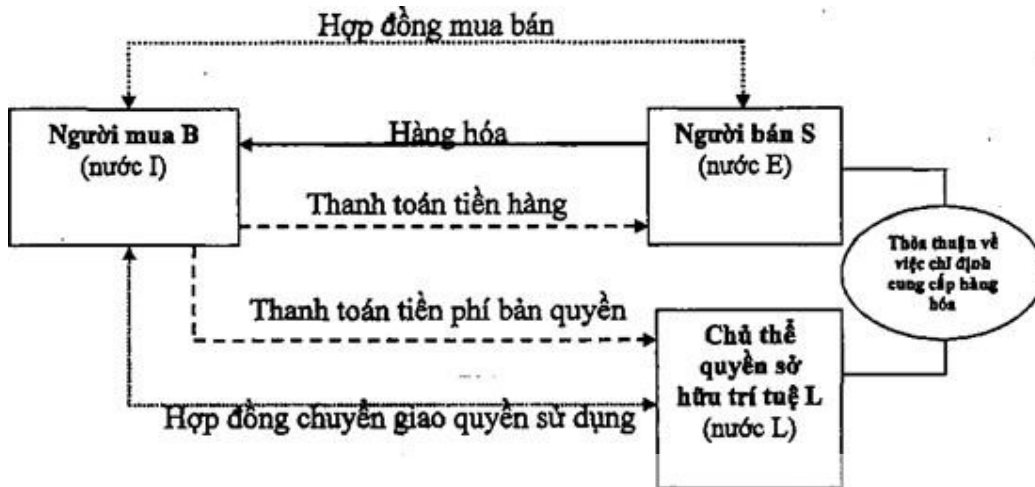 Hợp đồng mua bán
Người mua B
(nước I)
Hàng hóa
Người bán S
(nước E)
Thanh toán tiền hàng
Thỏa thuận về
việc chỉ định
cung cấp hàng
hóa
Thanh toán tiền phí bản quyền
Chủ thể
quyền sở
hữu trí tuệ L
(nước L)
Hợp đồng chuyển giao quyền sử dụng